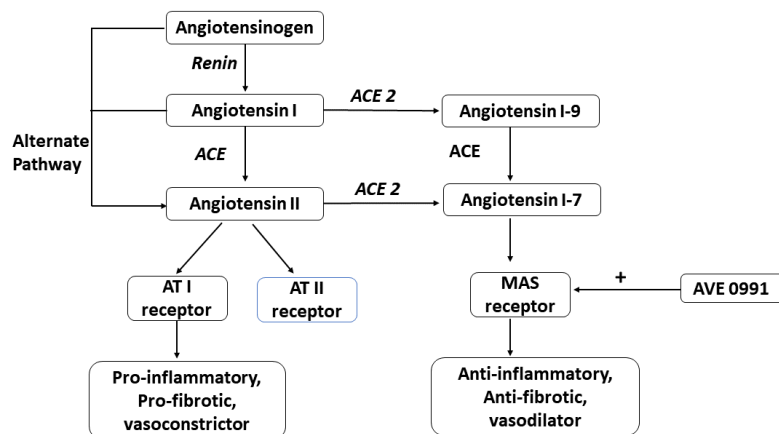 Angiotensinogen
Renin
Angiotensin I
ACE 2
Angiotensin I-9
Alternate
Pathway
ACE
ACE
Angiotensin II
ACE 2
Angiotensin I-7
AT I
receptor
AT II
receptor
MAS
receptor
+
AVE 0991
Pro-inflammatory,
Pro-fibrotic,
vasoconstrictor
Anti-inflammatory,
Anti-fibrotic,
vasodilator